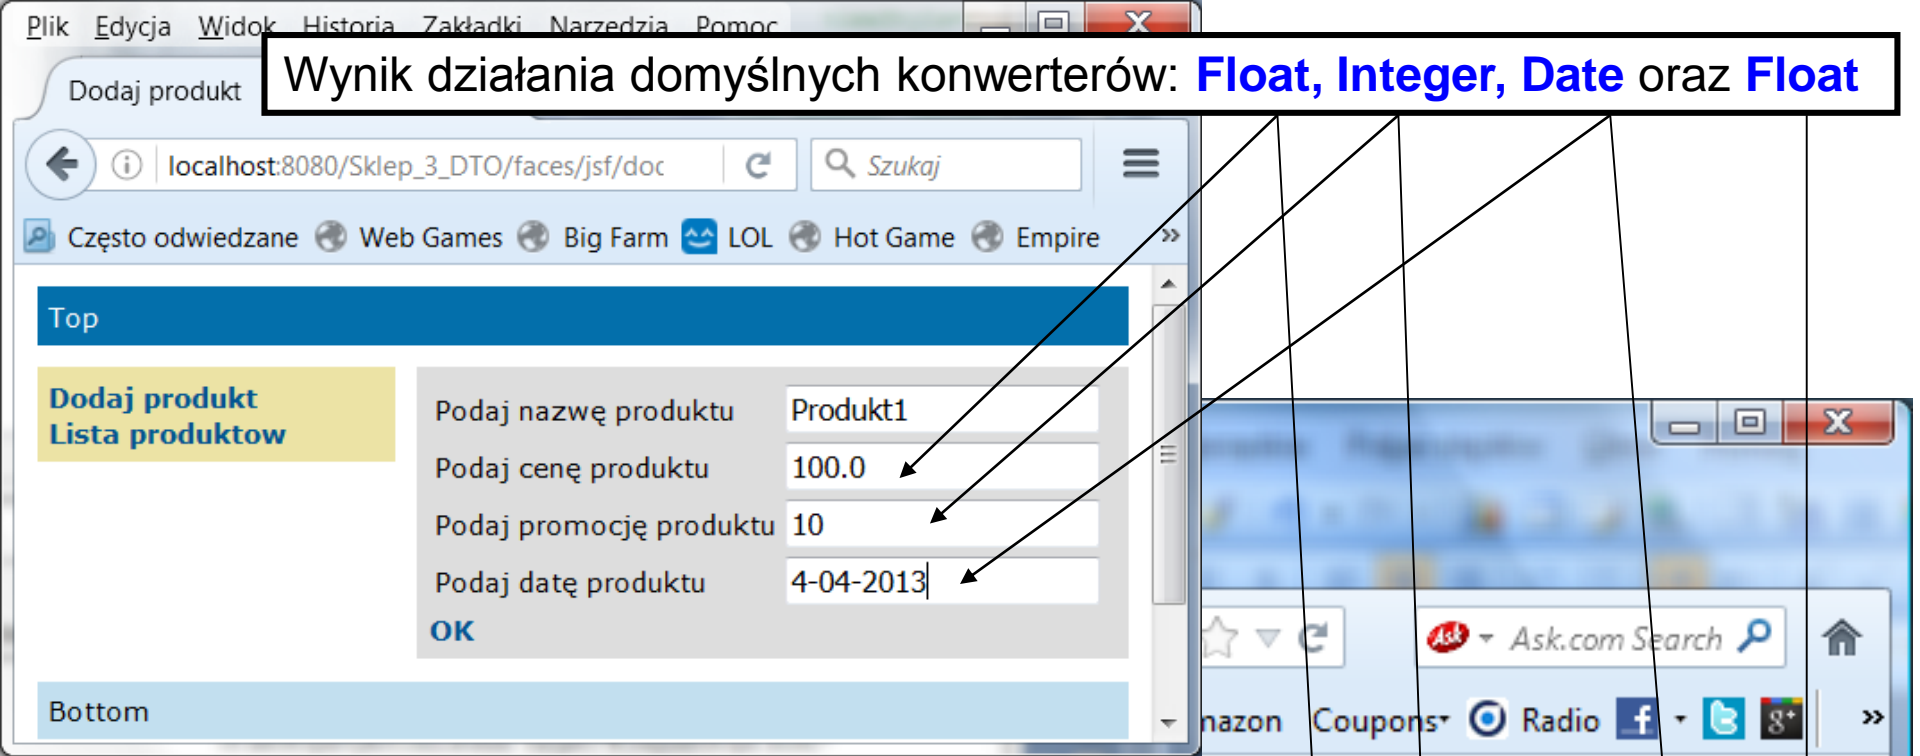 Plik Edycja Widok Historia Zakładki Narzędzia Pomoc
Wynik działania domyślnych konwerterów: Float, Integer, Date oraz Float
Dodaj produkt
localhost:8080/Sklep_3_DTO/faces/jsf/doc
Szukaj
Często odwiedzane Web Games Big Farm LOL Hot Game Empire »
Top
Dodaj produkt
Lista produktow
Podaj nazwę produktu Produkt1
Podaj cenę produktu 100.0
Podaj promocję produktu 10
Podaj datę produktu 4-04-2013
OK
Bottom
Ask Ask.com Search
mazon Coupons Radio f g+ »